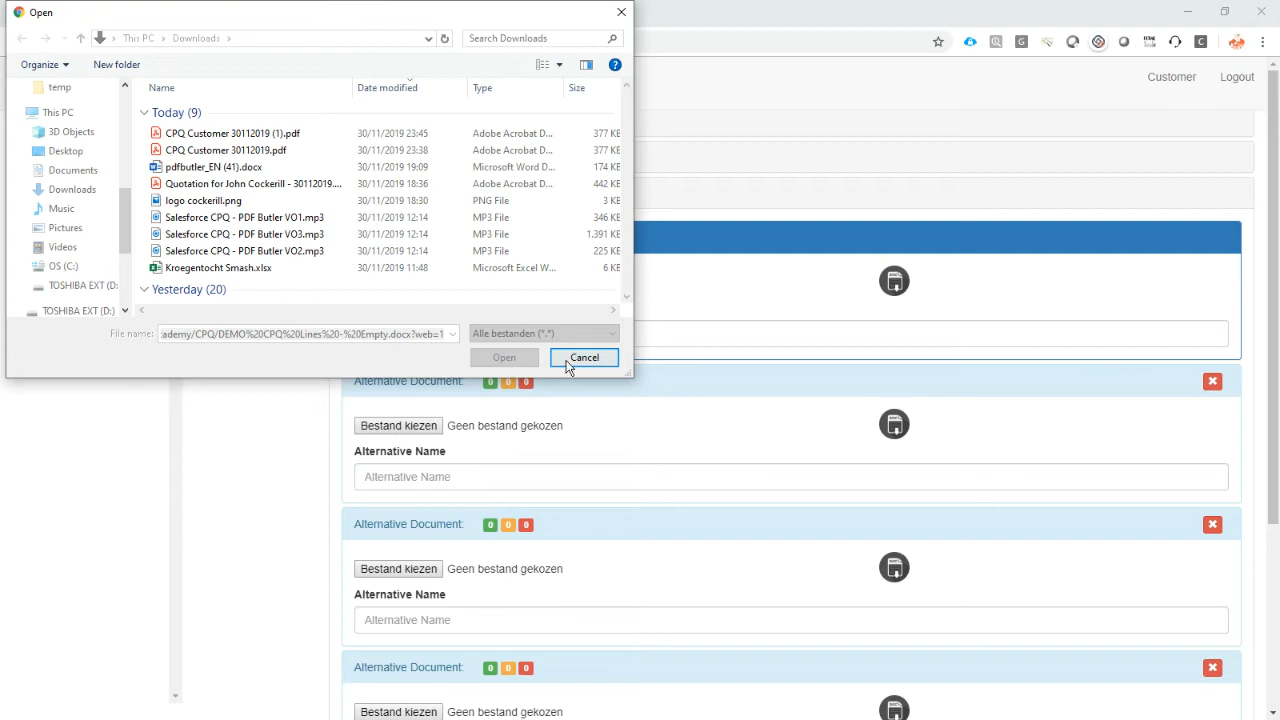 Open
This PC > Downloads >
Search Downloads
Organize
New folder
temp
This PC
3D Objects
Desktop
Documents
Downloads
Music
Pictures
Videos
OS (C:)
TOSHIBA EXT (D:
TOSHIBA EXT (D:)
Name Date modified Type Size
Today (9)
CPQ Customer 30112019 (1).pdf 30/11/2019 23:45 Adobe Acrobat D... 377 KE
CPQ Customer 30112019.pdf 30/11/2019 23:38 Adobe Acrobat D... 377 KE
pdfbutler_EN (41).docx 30/11/2019 19:09 Microsoft Word D... 174 KE
Quotation for John Cockerill - 30112019.... 30/11/2019 18:36 Adobe Acrobat D... 442 KE
logo cockerill.png 30/11/2019 18:30 PNG File 3 KE
Salesforce CPQ - PDF Butler VO1.mp3 30/11/2019 12:14 MP3 File 346 KE
Salesforce CPQ - PDF Butler VO3.mp3 30/11/2019 12:14 MP3 File 1.391 KE
Salesforce CPQ - PDF Butler VO2.mp3 30/11/2019 12:14 MP3 File 225 KE
Kroegentocht Smash.xlsx 30/11/2019 11:48 Microsoft Excel W... 6 KE
Yesterday (20)
File name: ademy/CPQ/DEMO%20CPQ%20Lines%20-%20Empty.docx?web=1 Alle bestanden (*.*)
Open Cancel
Customer Logout
Alternative Document: 0 0 0
Bestand kiezen Geen bestand gekozen
Alternative Name
Alternative Name
Alternative Document: 0 0 0
Bestand kiezen Geen bestand gekozen
Alternative Name
Alternative Name
Alternative Document: 0 0 0
Bestand kiezen Geen bestand gekozen